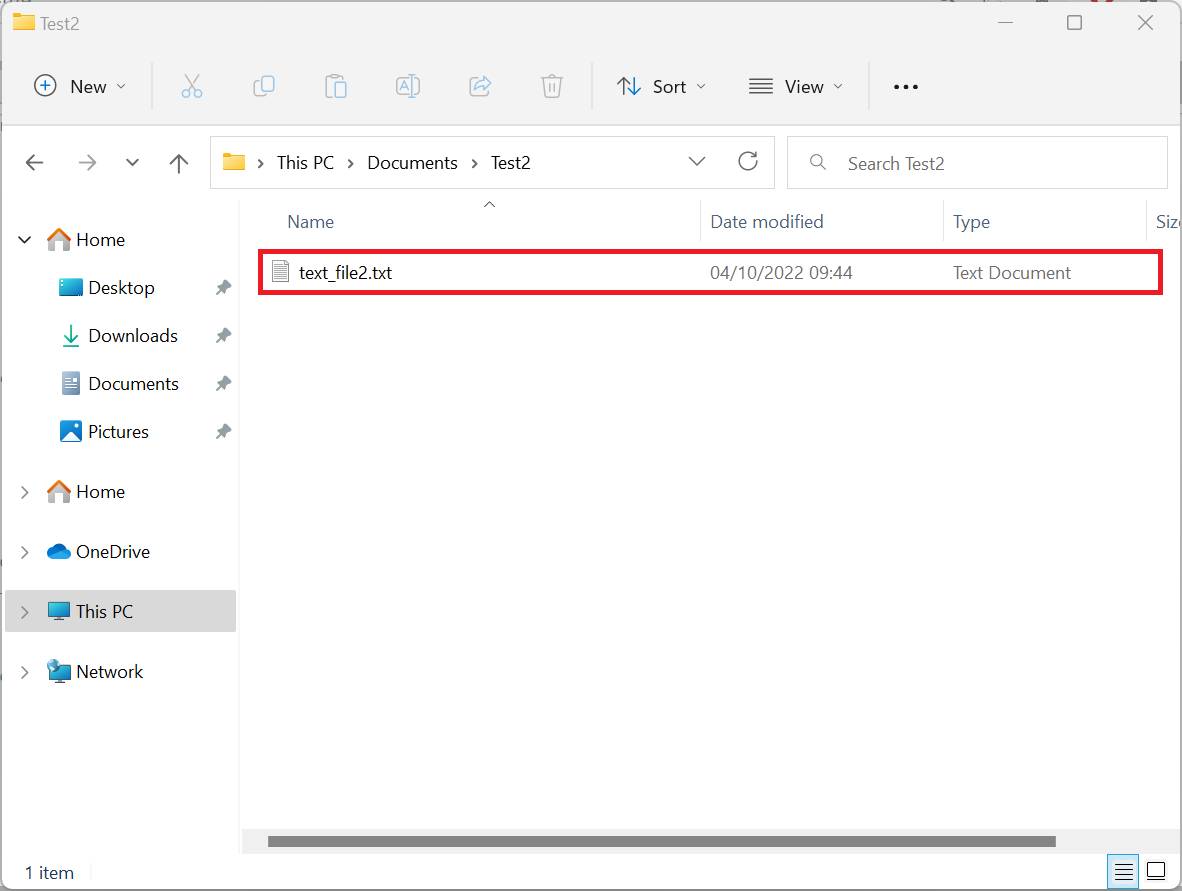 Test2
New Sort View
This PC Documents Test2 Search Test2
Name Date modified Type Siz
text_file2.txt 04/10/2022 09:44 Text Document
Home
Desktop
Downloads
Documents
Pictures
Home
OneDrive
This PC
Network
1 item